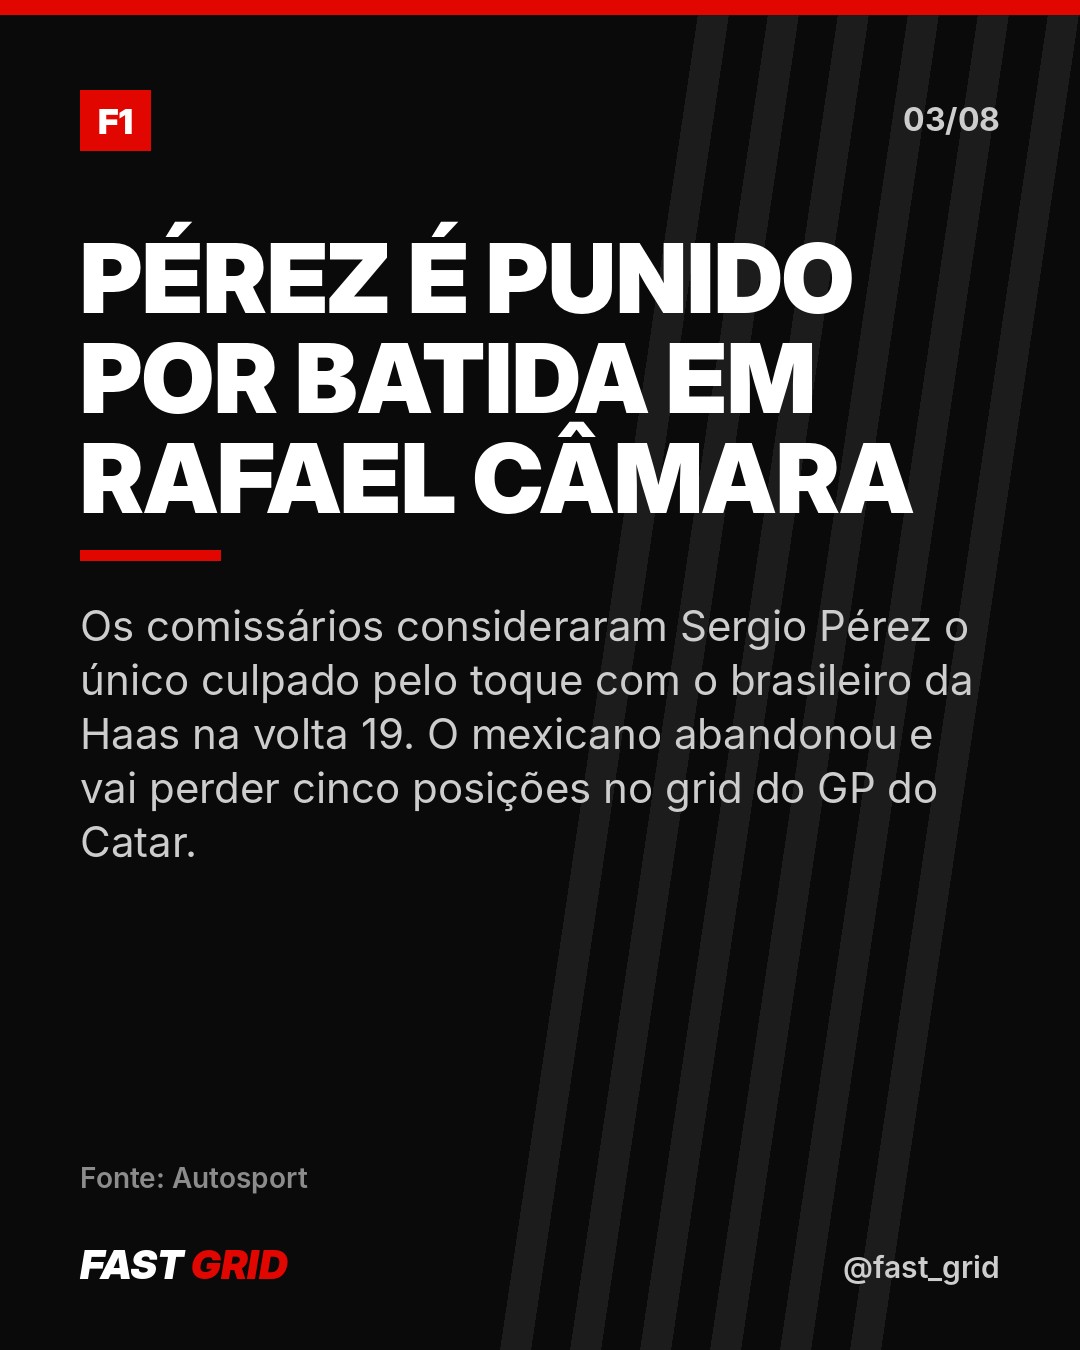 F1
03/08
PÉREZ É PUNIDO
POR BATIDA EM
RAFAEL CÂMARA
Os comissários consideraram Sergio Pérez o
único culpado pelo toque com o brasileiro da
Haas na volta 19. O mexicano abandonou e
vai perder cinco posições no grid do GP do
Catar.
Fonte: Autosport
FAST GRID
@fast_grid